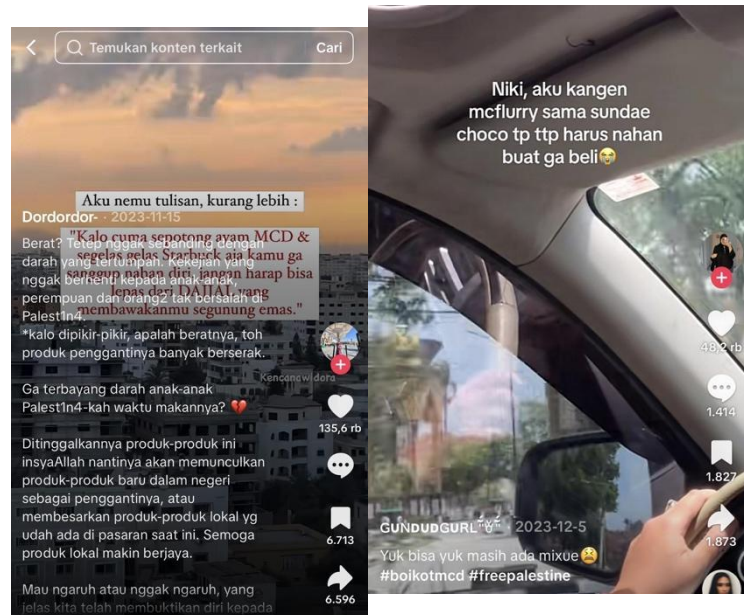 Temukan konten terkait
Cari
Aku nemu tulisan, kurang lebih :
"Kalo cuma sepotong ayam MCD &
segelas gelas Starbuck aja kamu ga
sanggup nahan diri, jangan harap bisa
lepas dari DAJJAL yang
membawakanmu segunung emas."
Kencanawidara
Dordordor- · 2023-11-15
Berat? Tetep nggak sebanding dengan
darah yang tertumpah. Kekejian yang
nggak berhenti kepada anak-anak,
perempuan dan orang2 tak bersalah di
Palest1n4.
*kalo dipikir-pikir, apalah beratnya, toh
produk penggantinya banyak berserak.
Ga terbayang darah anak-anak
Palest1n4-kah waktu makannya? 💔
Ditinggalkannya produk-produk ini
insyaAllah nantinya akan memunculkan
produk-produk baru dalam negeri
sebagai penggantinya, atau
membesarkan produk-produk lokal yg
udah ada di pasaran saat ini. Semoga
produk lokal makin berjaya.
Mau ngaruh atau nggak ngaruh, yang
jelas kita telah membuktikan diri kepada
135,6 rb
6.713
6.596
Niki, aku kangen
mcflurry sama sundae
choco tp ttp harus nahan
buat ga beli😭
48,2 rb
1.414
1.827
1.873
GUNDUDGURL · 2023-12-5
Yuk bisa yuk masih ada mixue😫
#boikotmcd #freepalestine